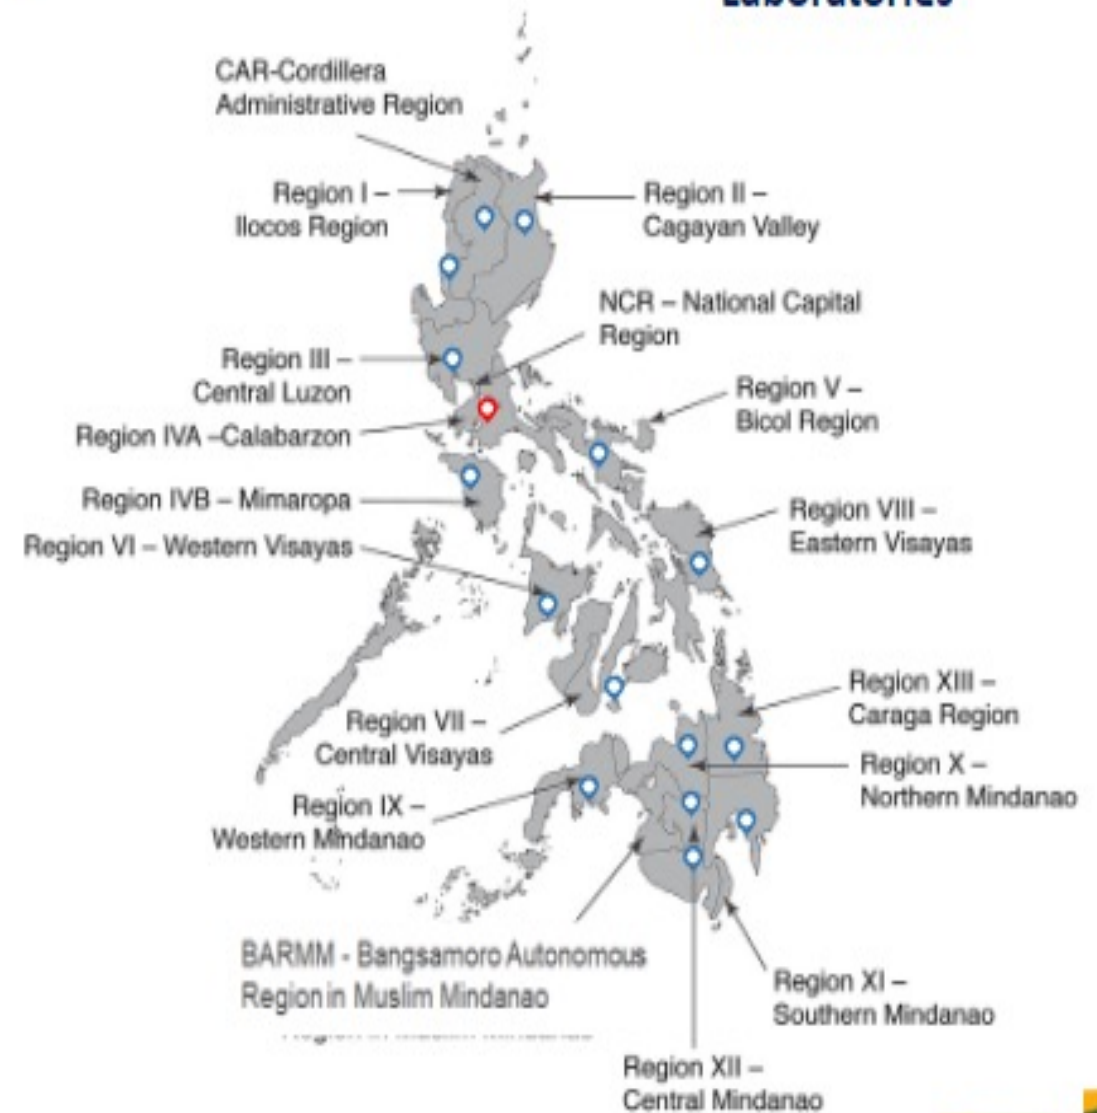 Laboratories
CAR-Cordillera
Administrative Region
Region I –
Ilocos Region
Region II –
Cagayan Valley
NCR – National Capital
Region
Region III –
Central Luzon
Region V –
Bicol Region
Region IVA –Calabarzon
Region IVB – Mimaropa
Region VIII –
Eastern Visayas
Region VI – Western Visayas
Region XIII –
Caraga Region
Region VII –
Central Visayas
Region X –
Northern Mindanao
Region IX –
Western Mindanao
BARMM - Bangsamoro Autonomous
Region in Muslim Mindanao
Region XI –
Southern Mindanao
Region XII –
Central Mindanao